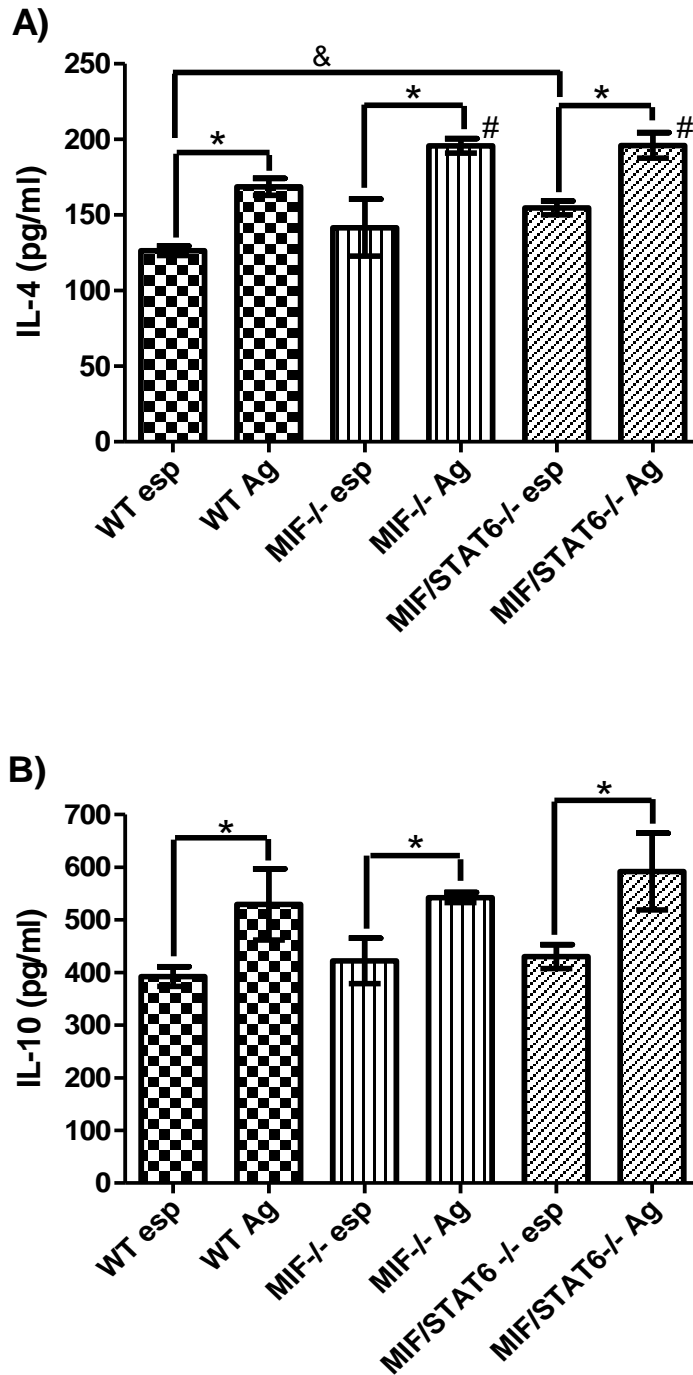 A)
&
* * *
# #
250
200
150
100
50
0
IL-4 (pg/ml)
WT esp
WT Ag
MIF-/- esp
MIF-/- Ag
MIF/STAT6-/- esp
MIF/STAT6-/- Ag
B)
* * *
700
600
500
400
300
200
100
0
IL-10 (pg/ml)
WT esp
WT Ag
MIF-/- esp
MIF-/- Ag
MIF/STAT6 -/- esp
MIF/STAT6-/- Ag